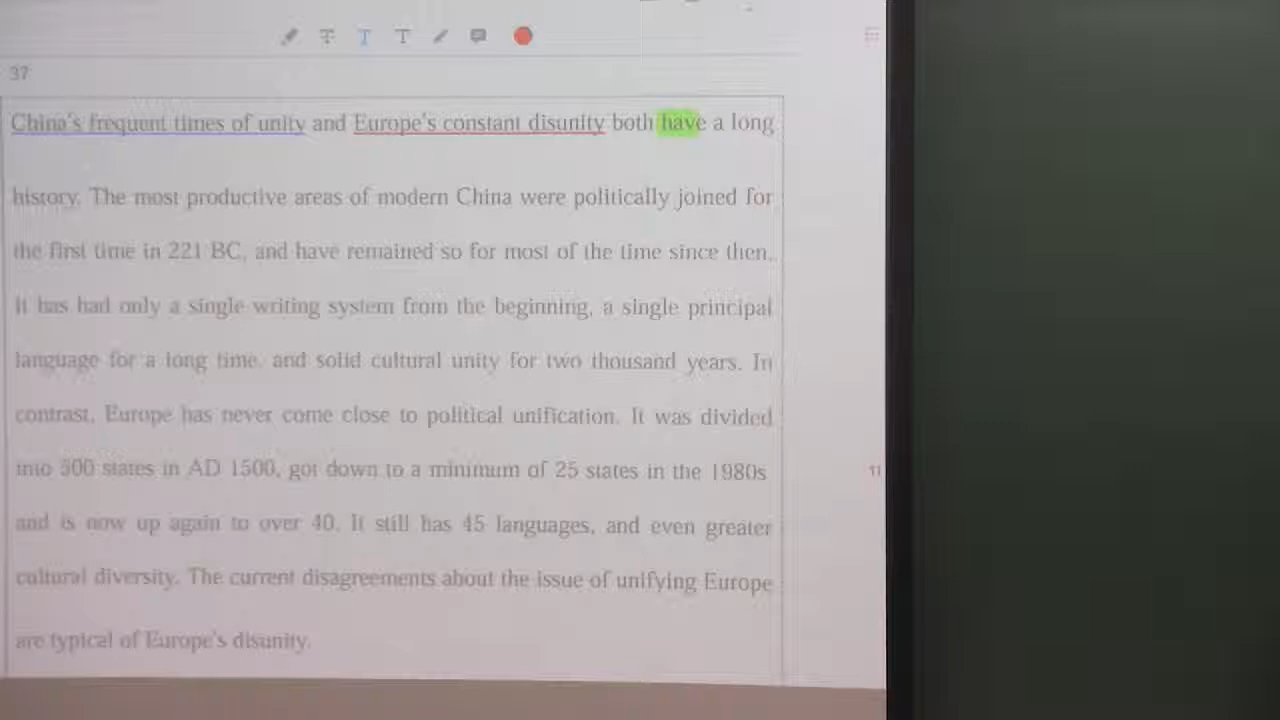 37
China's frequent times of unity and Europe's constant disunity both have a long
history. The most productive areas of modern China were politically joined for
the first time in 221 BC, and have remained so for most of the time since then.
It has had only a single writing system from the beginning, a single principal
language for a long time, and solid cultural unity for two thousand years. In
contrast, Europe has never come close to political unification. It was divided
into 500 states in AD 1500, got down to a minimum of 25 states in the 1980s
and is now up again to over 40. It still has 45 languages, and even greater
cultural diversity. The current disagreements about the issue of unifying Europe
are typical of Europe's disunity.
11